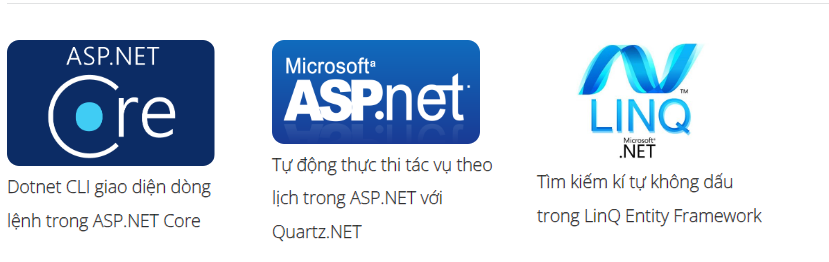 ASP.NET
Core
Dotnet CLI giao diện dòng
lệnh trong ASP.NET Core
Microsoftª
ASP.net
Tự động thực thi tác vụ theo
lịch trong ASP.NET với
Quartz.NET
LINQ™
Microsoft®
.NET
Tìm kiếm kí tự không dấu
trong LinQ Entity Framework